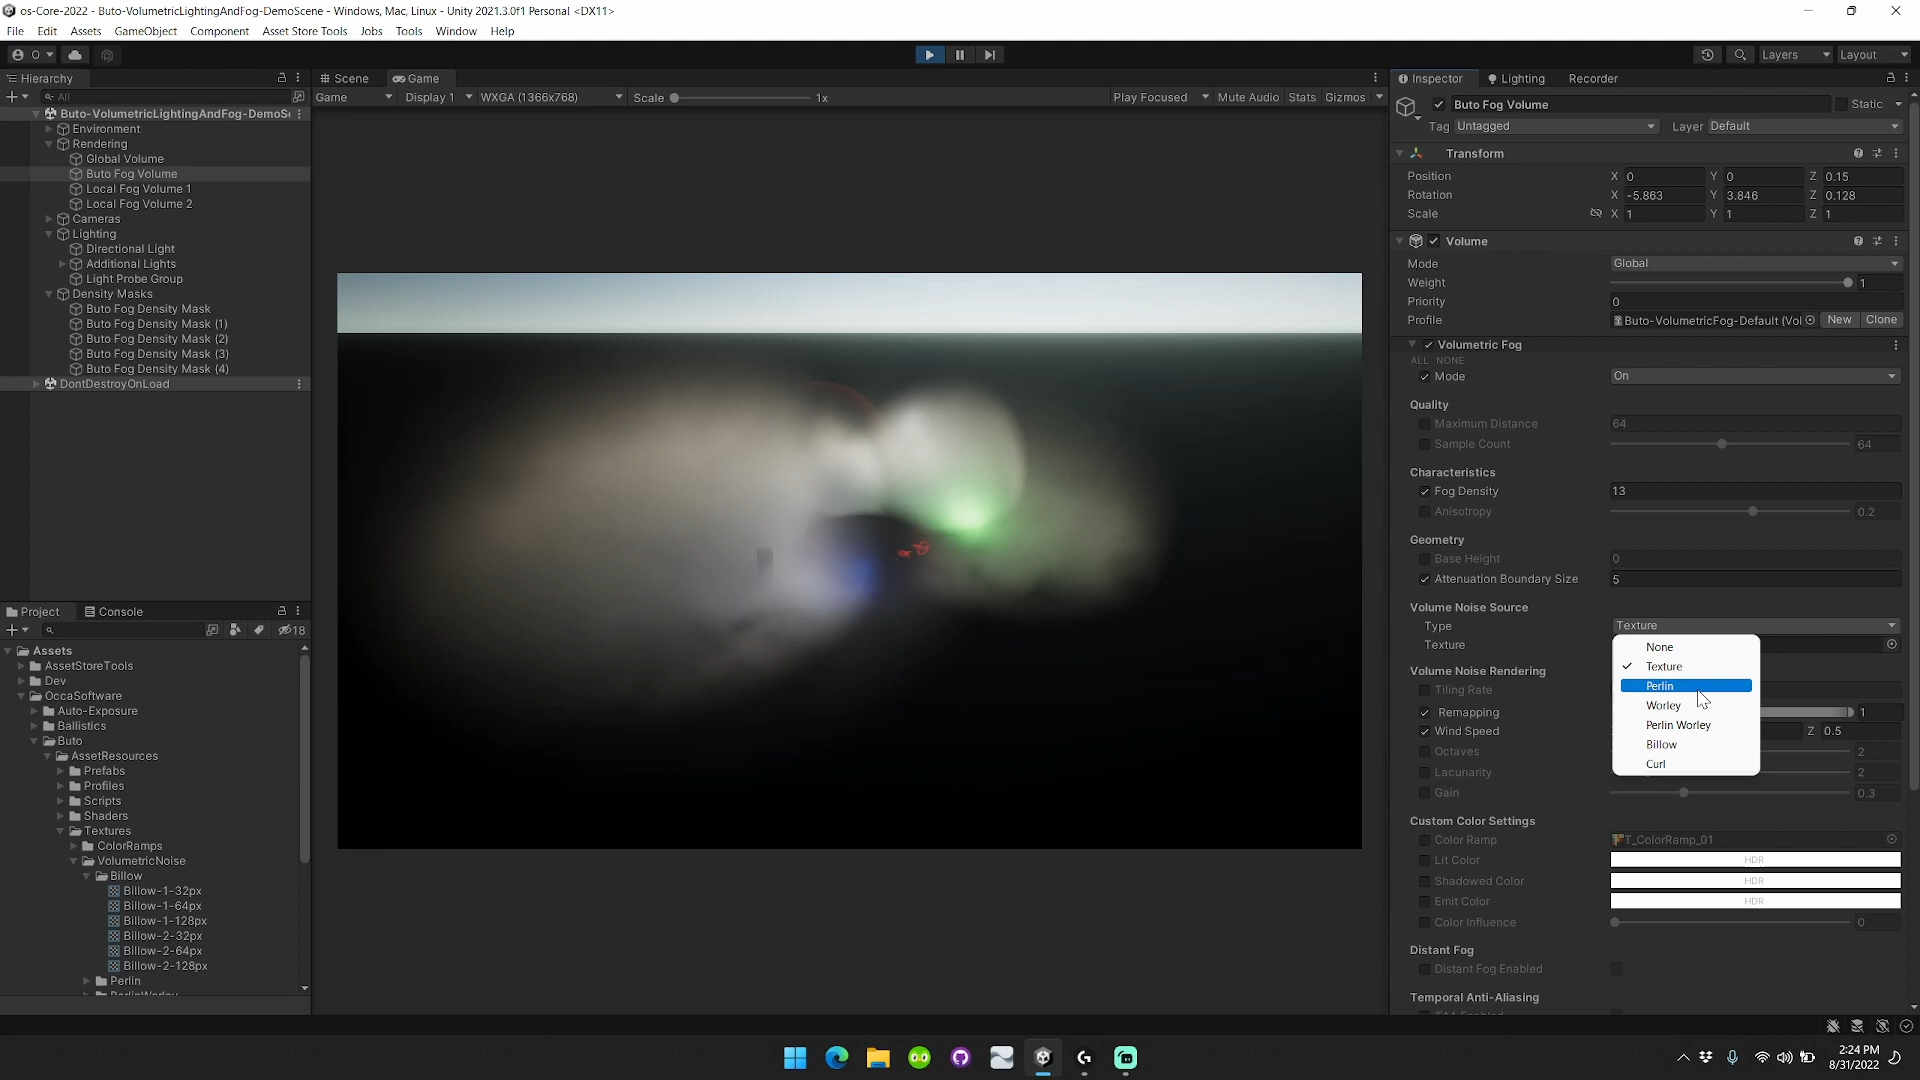 os-Core-2022 - Buto-VolumetricLightingAndFog-DemoScene - Windows, Mac, Linux - Unity 2021.3.0f1 Personal <DX11>
File Edit Assets GameObject Component Asset Store Tools Jobs Tools Window Help
O Layers Layout
Hierarchy
All
Buto-VolumetricLightingAndFog-DemoS
Environment
Rendering
Global Volume
Buto Fog Volume
Local Fog Volume 1
Local Fog Volume 2
Cameras
Lighting
Directional Light
Additional Lights
Light Probe Group
Density Masks
Buto Fog Density Mask
Buto Fog Density Mask (1)
Buto Fog Density Mask (2)
Buto Fog Density Mask (3)
Buto Fog Density Mask (4)
DontDestroyOnLoad
Scene Game
Game Display 1 WXGA (1366x768) Scale 1x Play Focused Mute Audio Stats Gizmos
Project Console
18
Assets
AssetStoreTools
Dev
OccaSoftware
Auto-Exposure
Ballistics
Buto
AssetResources
Prefabs
Profiles
Scripts
Shaders
Textures
ColorRamps
VolumetricNoise
Billow
Billow-1-32px
Billow-1-64px
Billow-1-128px
Billow-2-32px
Billow-2-64px
Billow-2-128px
Perlin
PerlinWorley
Inspector Lighting Recorder
Buto Fog Volume Static
Tag Untagged Layer Default
Transform
Position X 0 Y 0 Z 0.15
Rotation X -5.863 Y 3.846 Z 0.128
Scale X 1 Y 1 Z 1
Volume
Mode Global
Weight 1
Priority 0
Profile Buto-VolumetricFog-Default (Vol New Clone
Volumetric Fog
ALL NONE
Mode On
Quality
Maximum Distance 64
Sample Count 64
Characteristics
Fog Density 13
Anisotropy 0.2
Geometry
Base Height 0
Attenuation Boundary Size 5
Volume Noise Source
Type Texture
Texture
None
Texture
Perlin
Worley
Perlin Worley
Billow
Curl
Volume Noise Rendering
Tiling Rate
Remapping 1
Wind Speed Z 0.5
Octaves 2
Lacunarity 2
Gain 0.3
Custom Color Settings
Color Ramp T_ColorRamp_01
Lit Color HDR
Shadowed Color HDR
Emit Color HDR
Color Influence 0
Distant Fog
Distant Fog Enabled
Temporal Anti-Aliasing
TAA Enabled
2:24 PM
8/31/2022